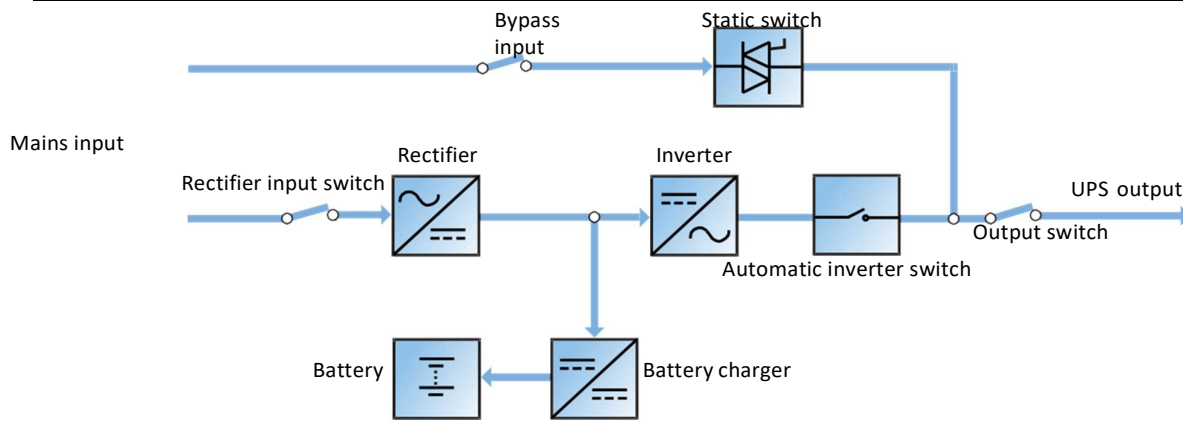 Bypass
input
Static switch
Mains input
Rectifier
Inverter
Rectifier input switch
UPS output
Output switch
Automatic inverter switch
Battery
Battery charger